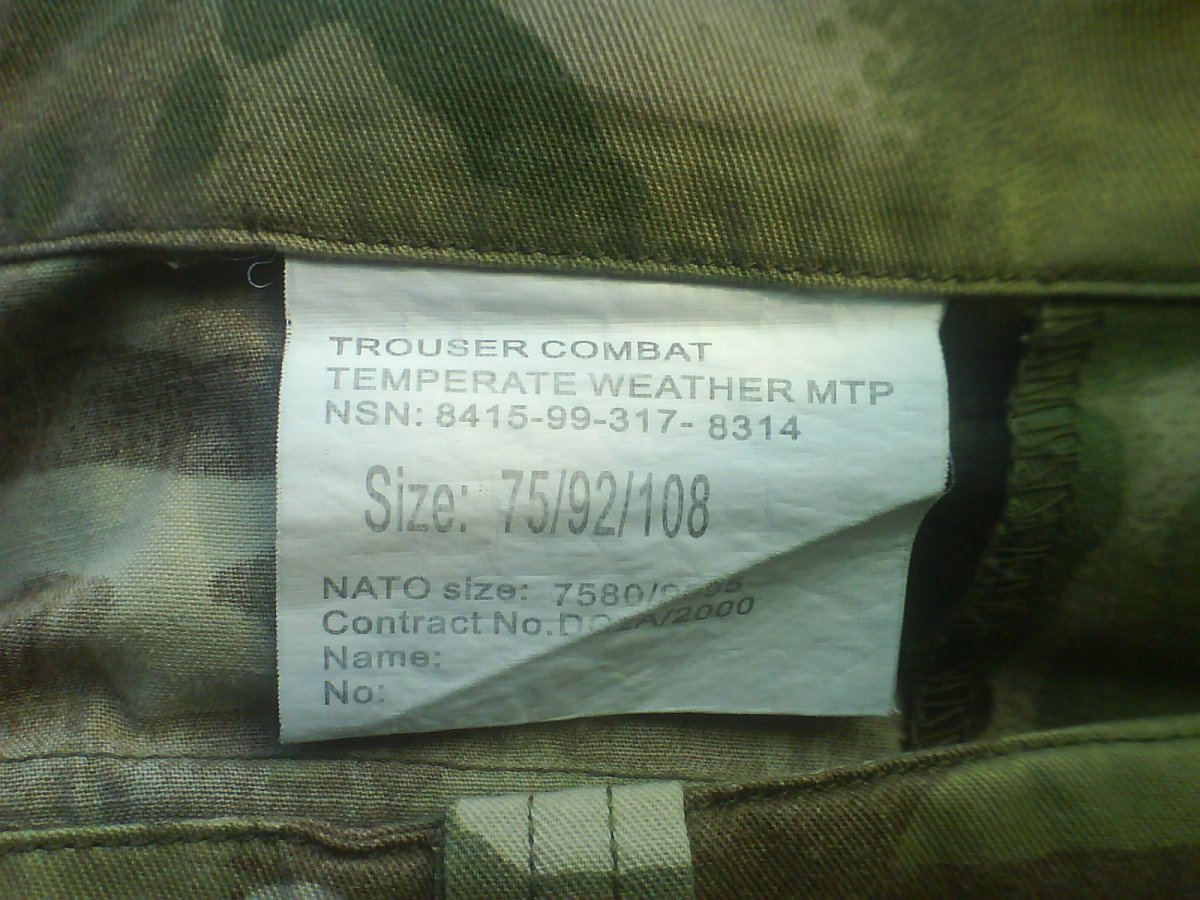 TROUSER COMBAT
TEMPERATE WEATHER MTP
NSN: 8415-99-317- 8314
Size: 75/92/108
NATO size:
Contract No.
Name:
No: